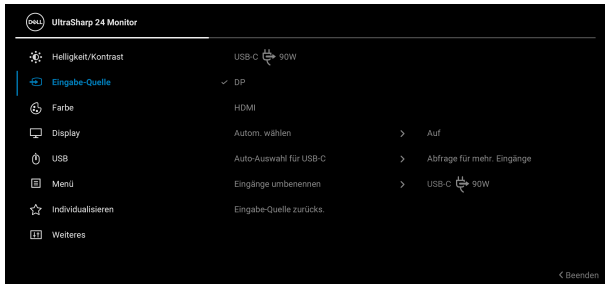 DELL UltraSharp 24 Monitor
Helligkeit/Kontrast USB-C 90W
Eingabe-Quelle DP
Farbe HDMI
Display Autom. wählen Auf
USB Auto-Auswahl für USB-C Abfrage für mehr. Eingänge
Menü Eingänge umbenennen USB-C 90W
Individualisieren Eingabe-Quelle zurücks.
Weiteres
Beenden